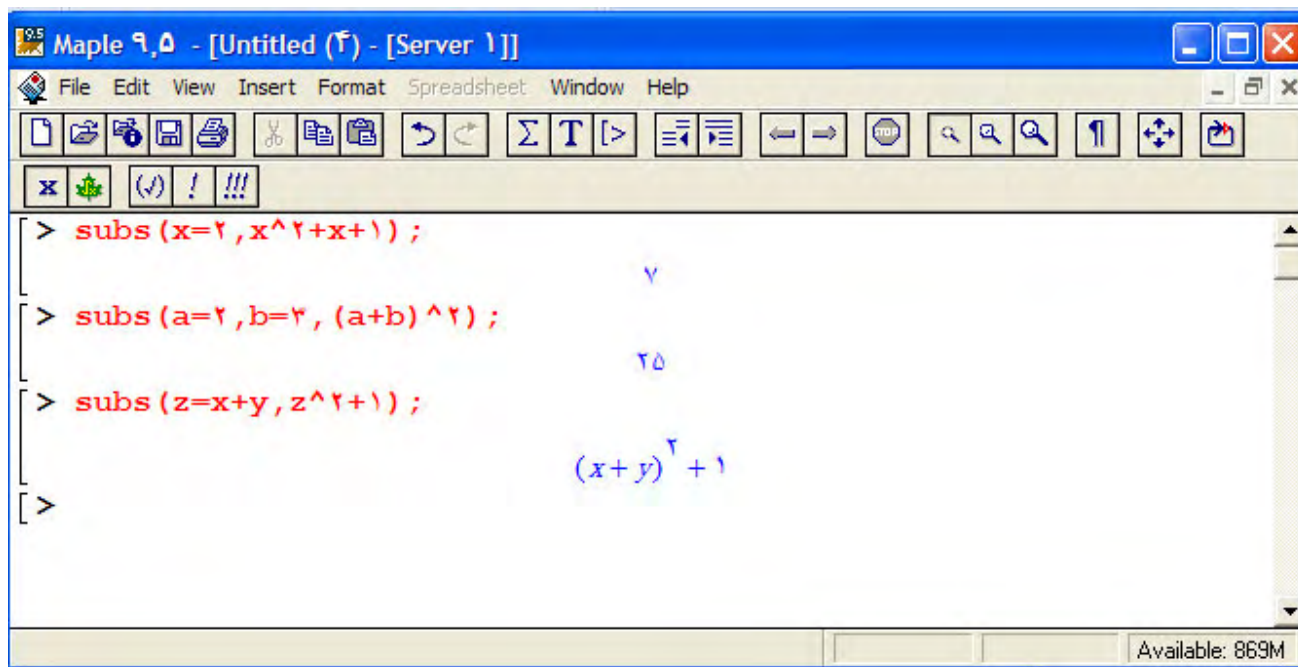 Maple ۹,۵ - [Untitled (۴) - [Server ۱]]
File Edit View Insert Format Spreadsheet Window Help
Σ T [> STOP ¶
x (√) ! !!!
[> subs(x=۲,x^۲+x+۱);
۷
[> subs(a=۲,b=۳,(a+b)^۲);
۲۵
[> subs(z=x+y,z^۲+۱);
(x+y)^۲+۱
[>
Available: 869M